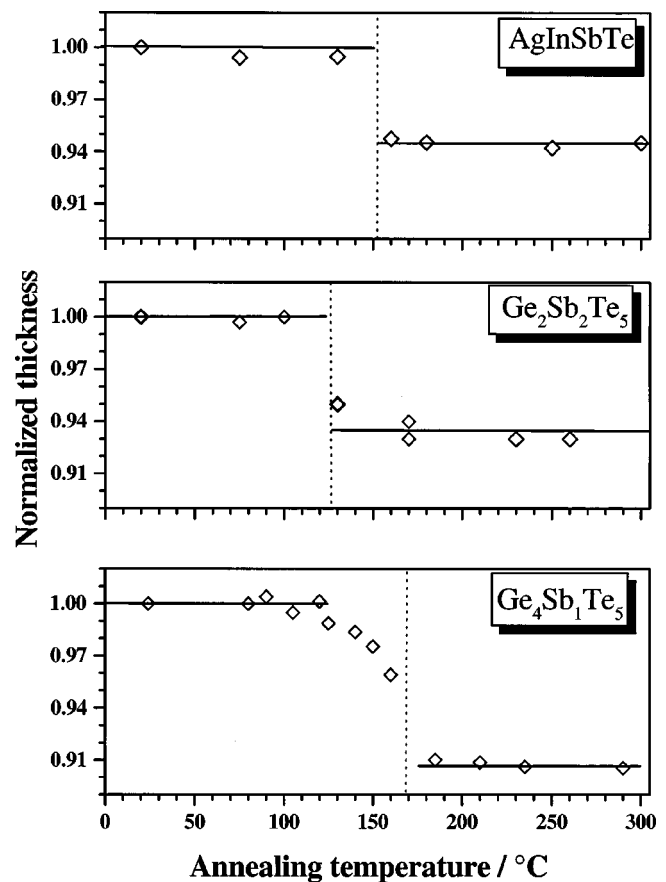 AgInSbTe
1.00
0.97
0.94
0.91
Ge₂Sb₂Te₅
1.00
0.97
0.94
0.91
Normalized thickness
Ge₄Sb₁Te₅
1.00
0.97
0.94
0.91
0 50 100 150 200 250 300
Annealing temperature / °C